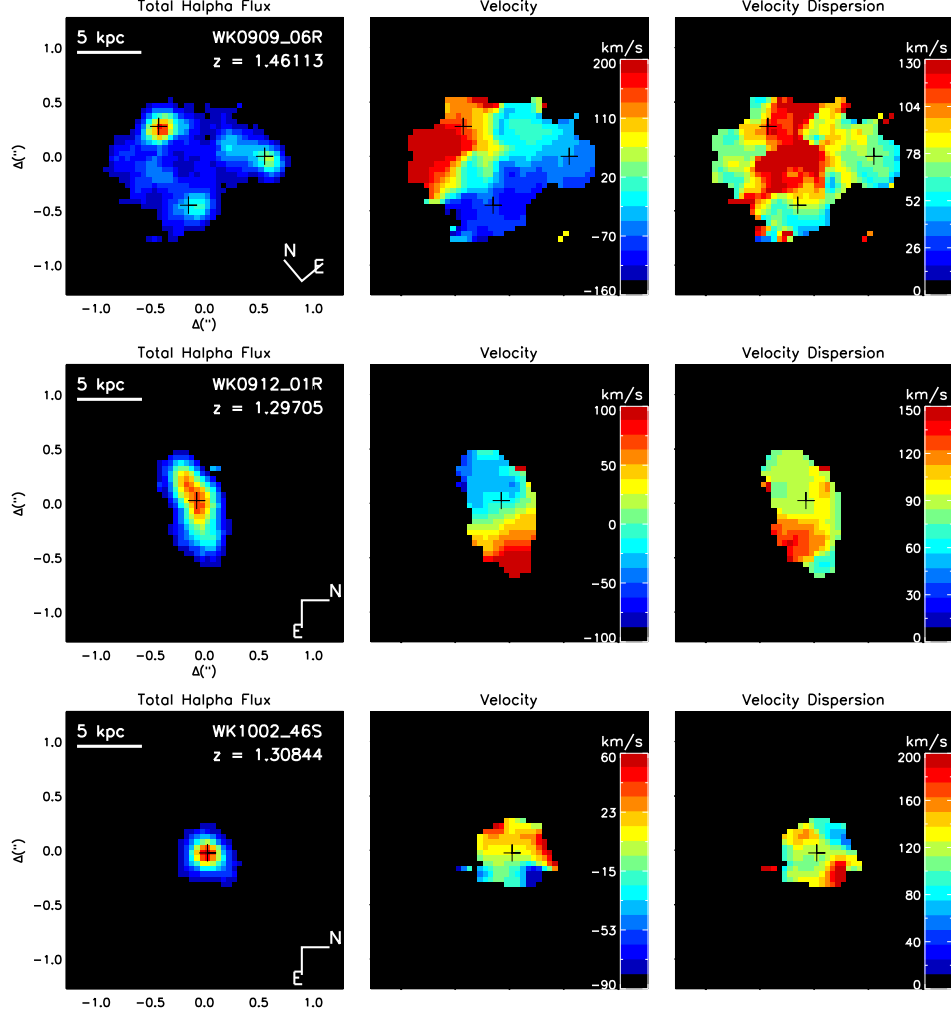 Total Halpha Flux
Velocity
Velocity Dispersion
5 kpc
WK0909_06R
z = 1.46113
km/s
km/s
1.0
0.5
0.0
−0.5
−1.0
Δ('')
N
E
200
110
20
−70
−160
130
104
78
52
26
0
−1.0 −0.5 0.0 0.5 1.0
Δ('')
Total Halpha Flux
Velocity
Velocity Dispersion
5 kpc
WK0912_01R
z = 1.29705
km/s
km/s
1.0
0.5
0.0
−0.5
−1.0
Δ('')
N
E
100
50
0
−50
−100
150
120
90
60
30
0
−1.0 −0.5 0.0 0.5 1.0
Δ('')
Total Halpha Flux
Velocity
Velocity Dispersion
5 kpc
WK1002_46S
z = 1.30844
km/s
km/s
1.0
0.5
0.0
−0.5
−1.0
Δ('')
N
E
60
23
−15
−53
−90
200
160
120
80
40
0
−1.0 −0.5 0.0 0.5 1.0
Δ('')